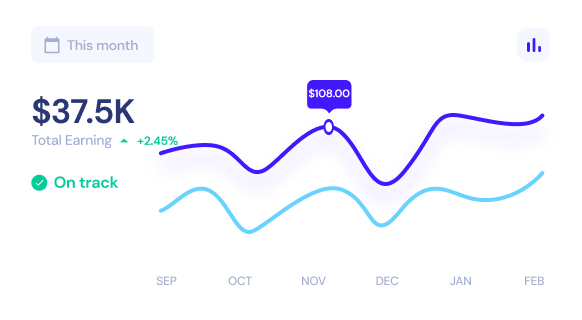 This month
$37.5K
Total Earning +2.45%
On track
$108.00
SEP OCT NOV DEC JAN FEB